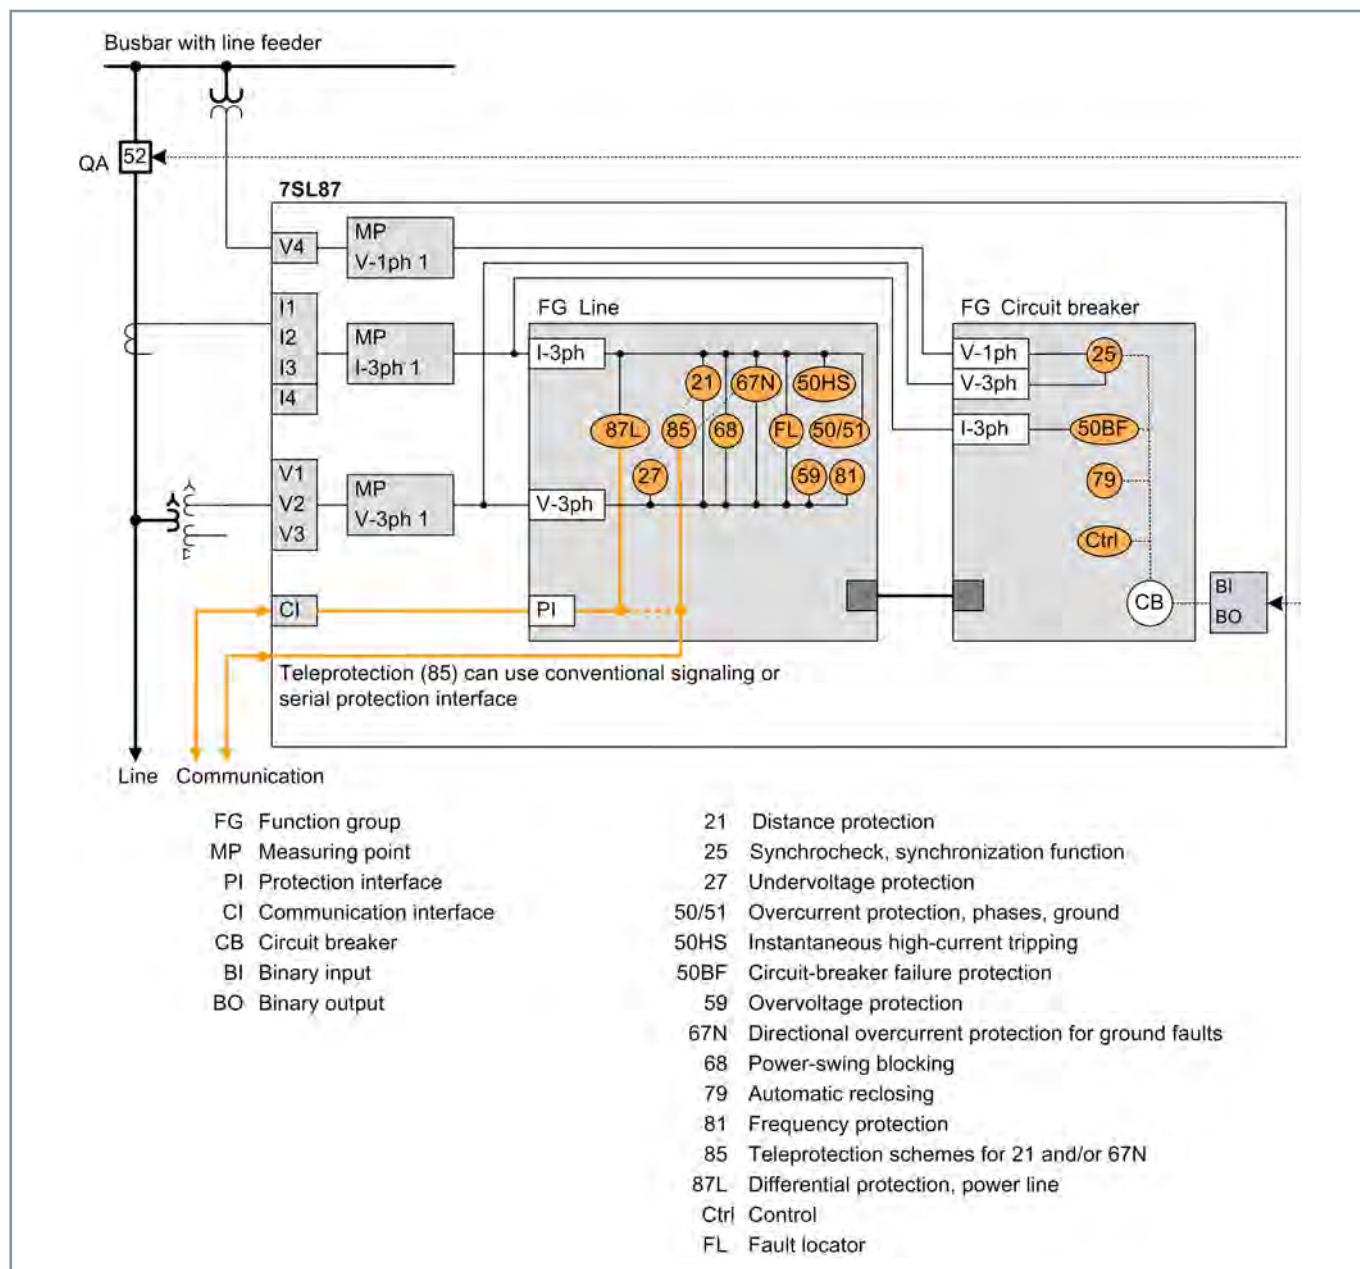 Busbar with line feeder
QA
52
7SL87
V4
MP
V-1ph 1
I1
I2
I3
I4
MP
I-3ph 1
V1
V2
V3
MP
V-3ph 1
CI
FG Line
I-3ph
V-3ph
PI
21
67N
50HS
87L
85
68
FL
50/51
27
59
81
FG Circuit breaker
V-1ph
V-3ph
I-3ph
25
50BF
79
Ctrl
CB
BI
BO
Teleprotection (85) can use conventional signaling or
serial protection interface
Line
Communication
FG Function group
MP Measuring point
PI Protection interface
CI Communication interface
CB Circuit breaker
BI Binary input
BO Binary output
21 Distance protection
25 Synchrocheck, synchronization function
27 Undervoltage protection
50/51 Overcurrent protection, phases, ground
50HS Instantaneous high-current tripping
50BF Circuit-breaker failure protection
59 Overvoltage protection
67N Directional overcurrent protection for ground faults
68 Power-swing blocking
79 Automatic reclosing
81 Frequency protection
85 Teleprotection schemes for 21 and/or 67N
87L Differential protection, power line
Ctrl Control
FL Fault locator